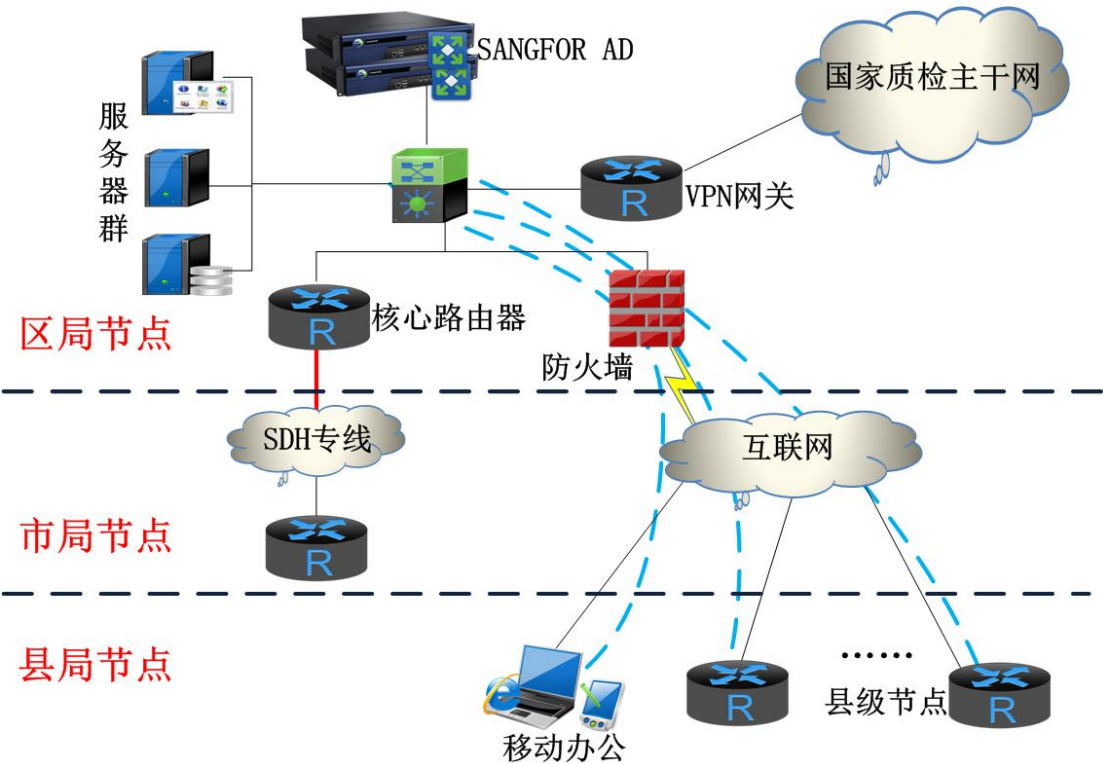 SANGFOR AD
国家质检主干网
服务器群
VPN网关
R
核心路由器
R
区局节点
防火墙
SDH专线
互联网
市局节点
R
县局节点
……
R
县级节点
R
移动办公